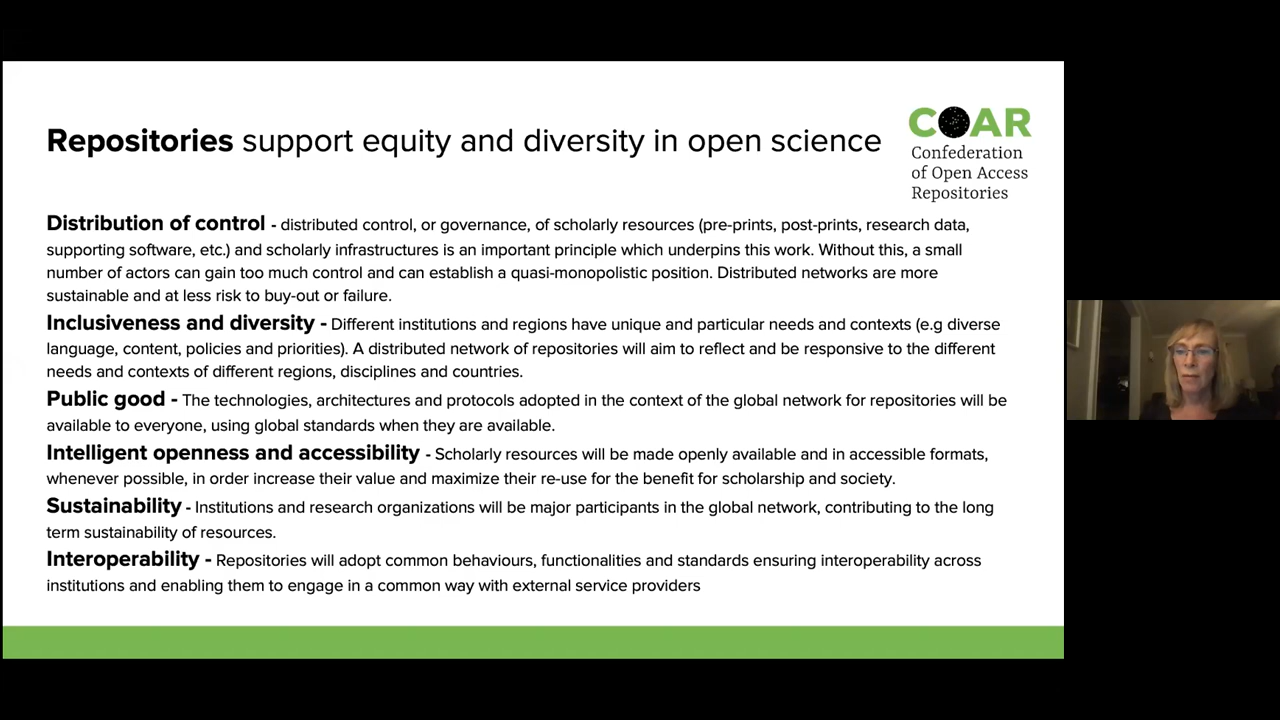 Repositories support equity and diversity in open science
COAR
Confederation
of Open Access
Repositories
Distribution of control - distributed control, or governance, of scholarly resources (pre-prints, post-prints, research data,
supporting software, etc.) and scholarly infrastructures is an important principle which underpins this work. Without this, a small
number of actors can gain too much control and can establish a quasi-monopolistic position. Distributed networks are more
sustainable and at less risk to buy-out or failure.
Inclusiveness and diversity - Different institutions and regions have unique and particular needs and contexts (e.g diverse
language, content, policies and priorities). A distributed network of repositories will aim to reflect and be responsive to the different
needs and contexts of different regions, disciplines and countries.
Public good - The technologies, architectures and protocols adopted in the context of the global network for repositories will be
available to everyone, using global standards when they are available.
Intelligent openness and accessibility - Scholarly resources will be made openly available and in accessible formats,
whenever possible, in order increase their value and maximize their re-use for the benefit for scholarship and society.
Sustainability - Institutions and research organizations will be major participants in the global network, contributing to the long
term sustainability of resources.
Interoperability - Repositories will adopt common behaviours, functionalities and standards ensuring interoperability across
institutions and enabling them to engage in a common way with external service providers